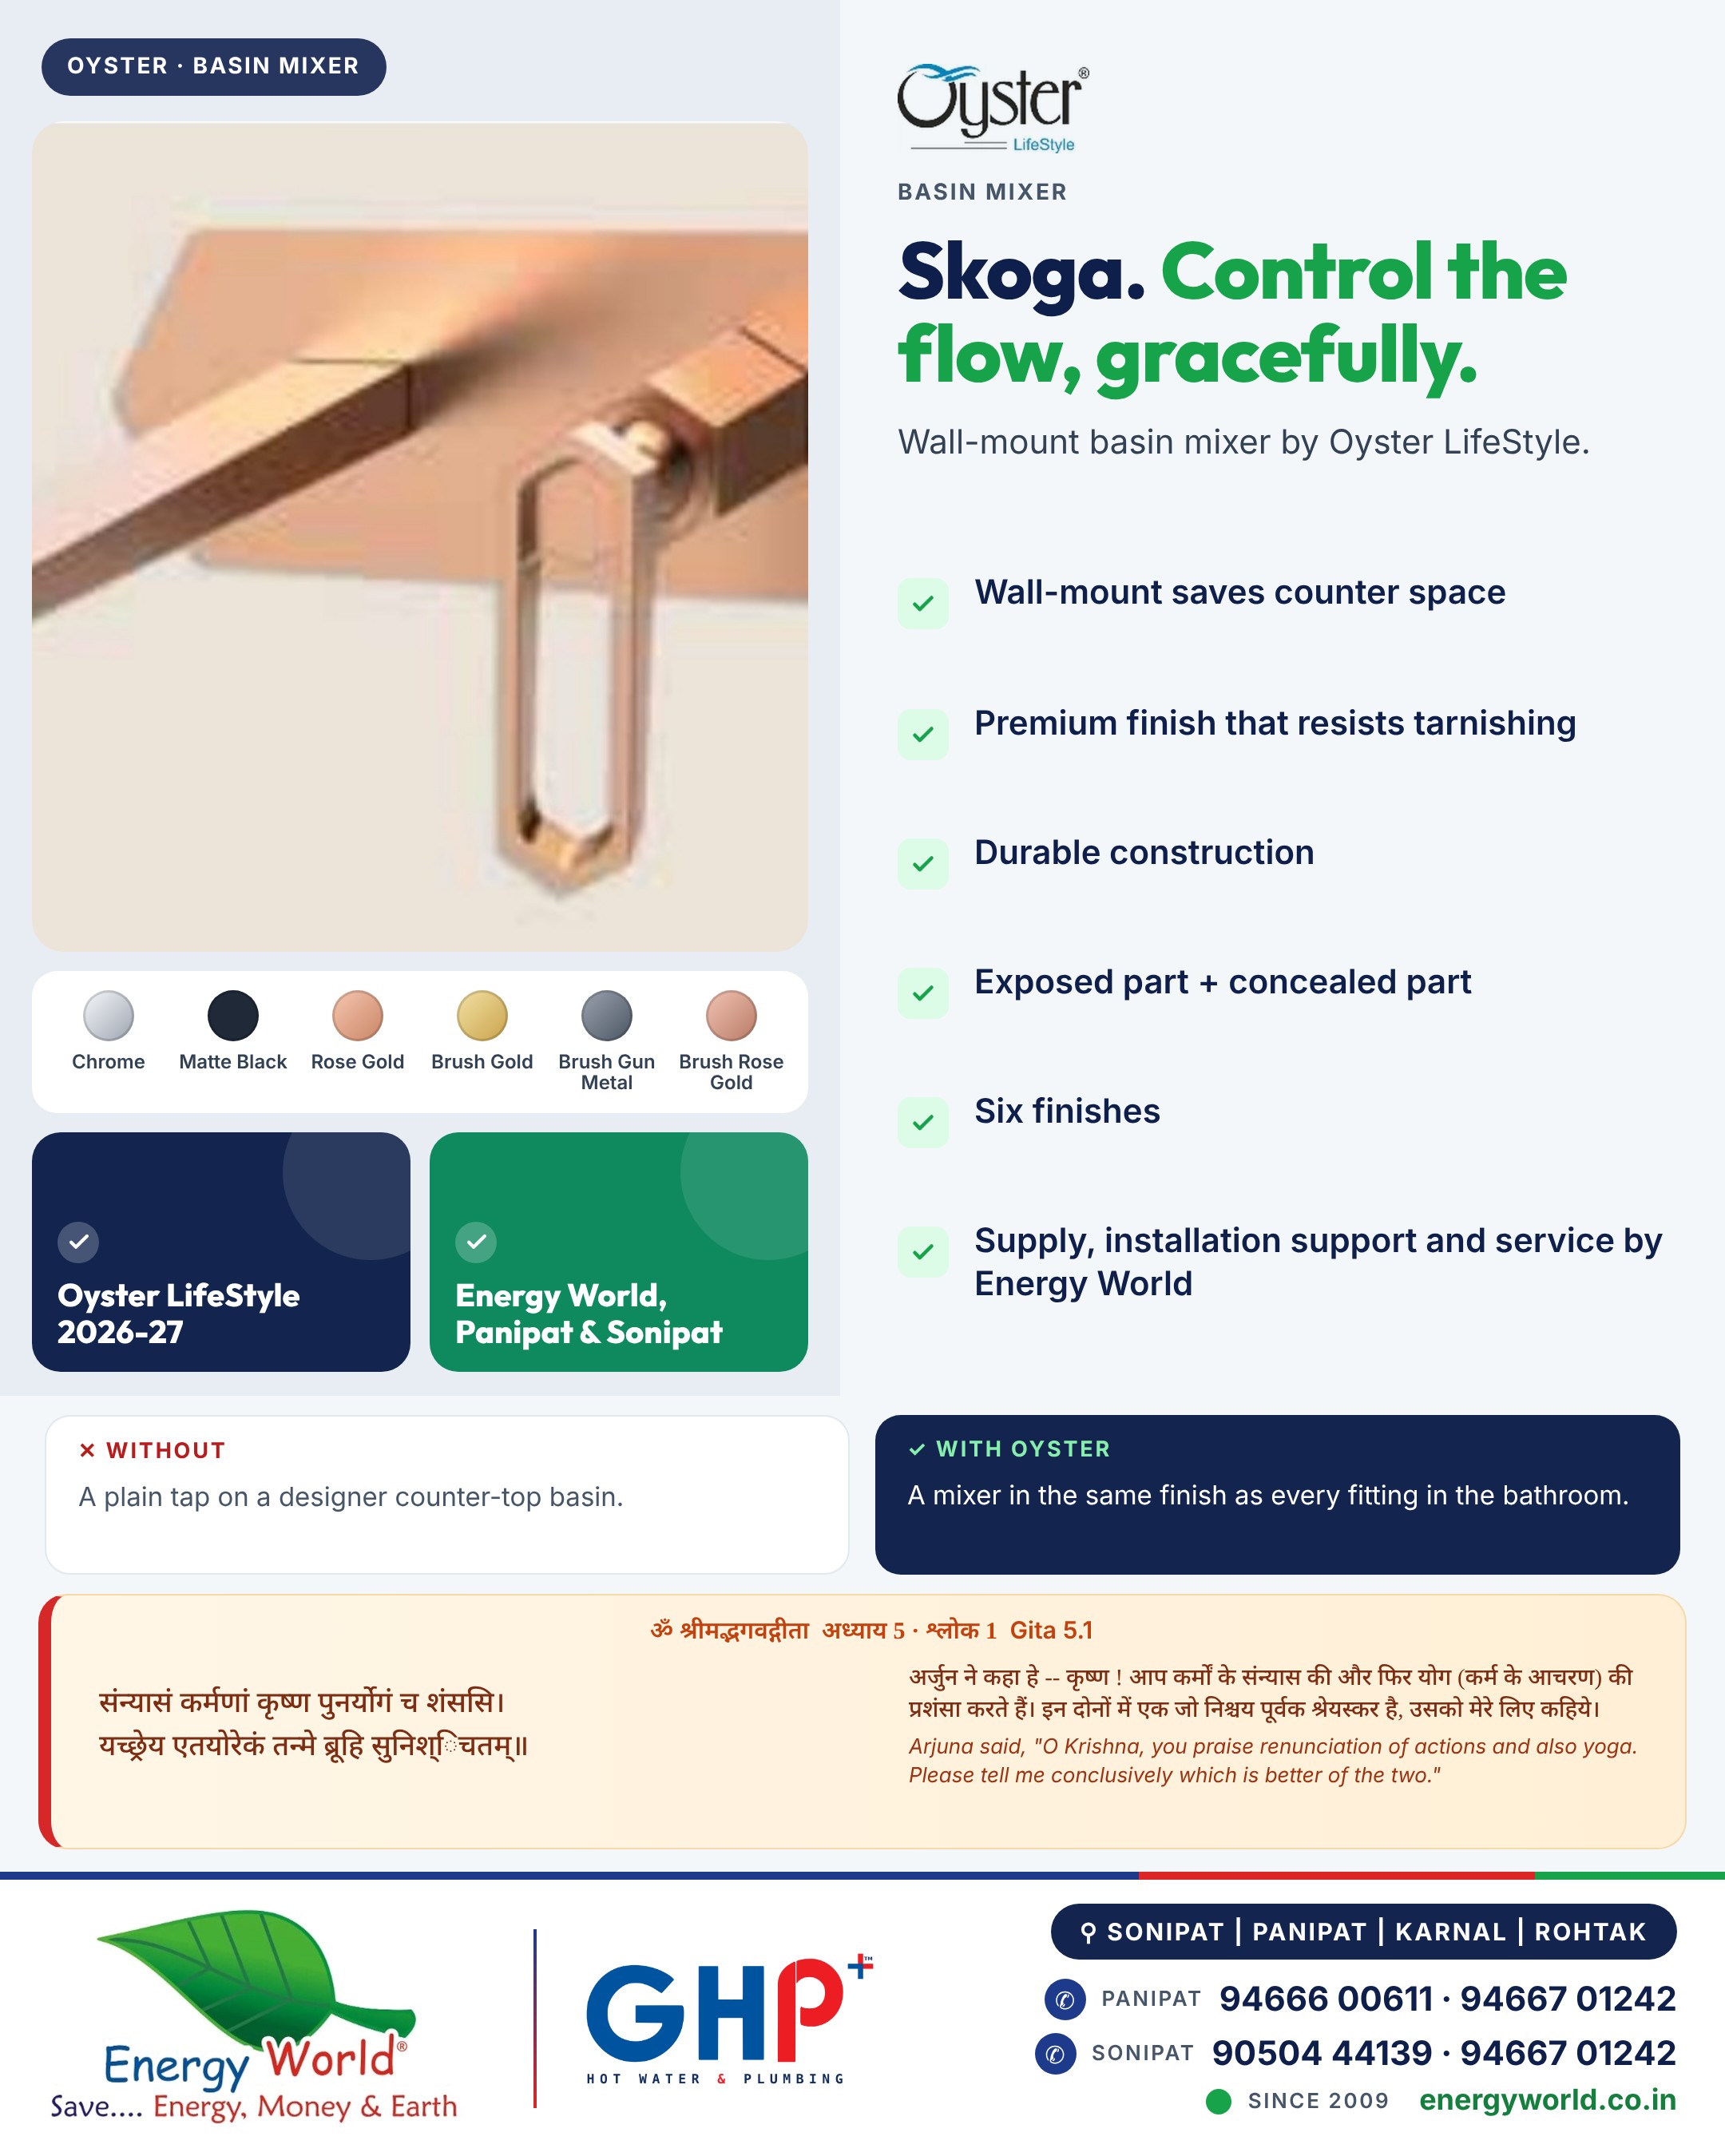 OYSTER · BASIN MIXER
Oyster®
LifeStyle
BASIN MIXER
Skoga. Control the
flow, gracefully.
Wall-mount basin mixer by Oyster LifeStyle.
Wall-mount saves counter space
Premium finish that resists tarnishing
Durable construction
Exposed part + concealed part
Six finishes
Supply, installation support and service by
Energy World
Chrome
Matte Black
Rose Gold
Brush Gold
Brush Gun
Metal
Brush Rose
Gold
Oyster LifeStyle
2026-27
Energy World,
Panipat & Sonipat
✕ WITHOUT
A plain tap on a designer counter-top basin.
✓ WITH OYSTER
A mixer in the same finish as every fitting in the bathroom.
ॐ श्रीमद्भगवद्गीता अध्याय 5 · श्लोक 1 Gita 5.1
संन्यासं कर्मणां कृष्ण पुनर्योगं च शंससि।
यच्छ्रेय एतयोरेकं तन्मे ब्रूहि सुनिश्िचतम्॥
अर्जुन ने कहा हे -- कृष्ण ! आप कर्मों के संन्यास की और फिर योग (कर्म के आचरण) की
प्रशंसा करते हैं। इन दोनों में एक जो निश्चय पूर्वक श्रेयस्कर है, उसको मेरे लिए कहिये।
Arjuna said, "O Krishna, you praise renunciation of actions and also yoga.
Please tell me conclusively which is better of the two."
Energy World®
Save.... Energy, Money & Earth
GHP+™
HOT WATER & PLUMBING
SONIPAT | PANIPAT | KARNAL | ROHTAK
PANIPAT 94666 00611 · 94667 01242
SONIPAT 90504 44139 · 94667 01242
SINCE 2009 energyworld.co.in